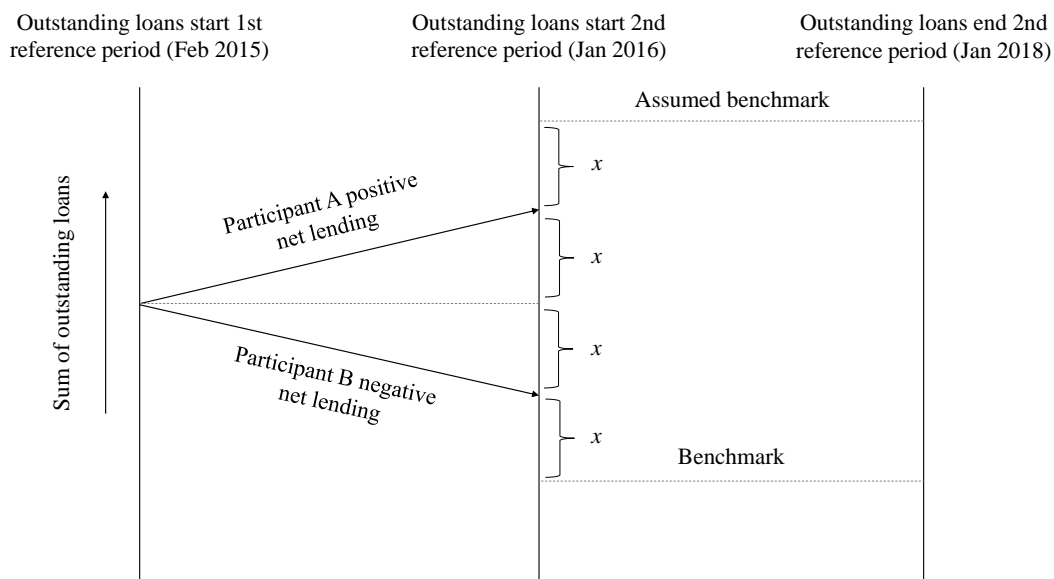 Outstanding loans start 1st
reference period (Feb 2015)
Outstanding loans start 2nd
reference period (Jan 2016)
Outstanding loans end 2nd
reference period (Jan 2018)
Assumed benchmark
x
Participant A positive
net lending
x
Sum of outstanding loans
x
Participant B negative
net lending
x
Benchmark